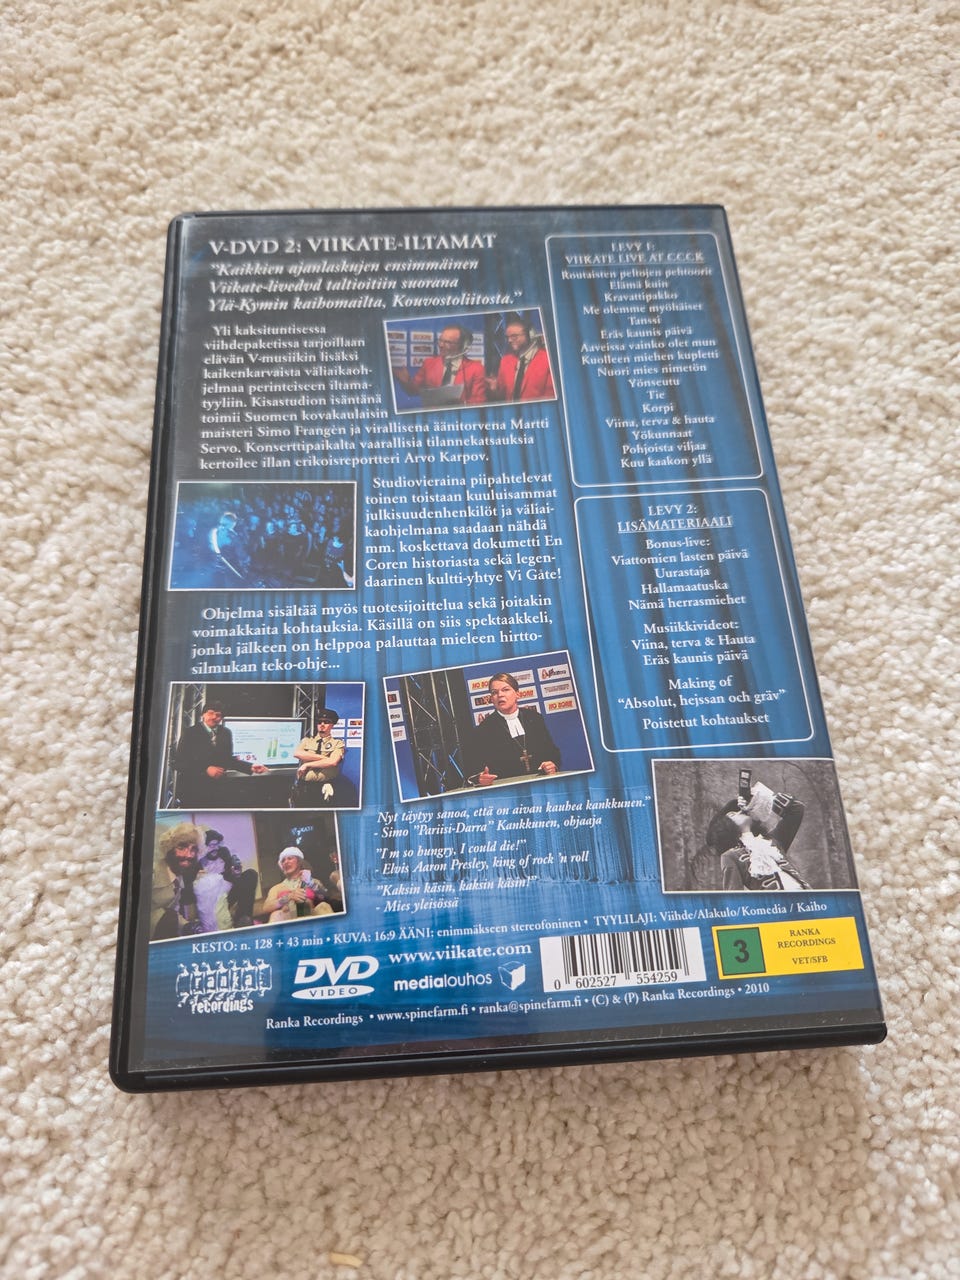 V-DVD 2: VIIKATE-ILTAMAT
"Kaikkien ajanlaskujen ensimmäinen
Viikate-livedvd taltioitiin suorana
Ylä-Kymin kaihomailta, Kouvostoliitosta."
Yli kaksituntisessa
viihdepaketissa tarjoillaan
elävän V-musiikin lisäksi
kaikenkarvaista väliaikaoh-
jelmaa perinteiseen iltama-
tyyliin. Kisastudion isäntänä
toimii Suomen kovakaulaisin
maisteri Simo Frangén ja virallisena äänitorvena Martti
Servo. Konserttipaikalta vaarallisia tilannekatsauksia
kertoilee illan erikoisreportteri Arvo Karpov.
Studiovieraina piipahtelevat
toinen toistaan kuuluisammat
julkisuudenhenkilöt ja väliai-
kaohjelmana saadaan nähdä
mm. koskettava dokumetti En
Coren historiasta sekä legen-
daarinen kultti-yhtye Vi Gåte!
Ohjelma sisältää myös tuotesijoittelua sekä joitakin
voimakkaita kohtauksia. Käsillä on siis spektaakkeli,
jonka jälkeen on helppoa palauttaa mieleen hirtto-
silmukan teko-ohje...
Nyt täytyy sanoa, että on aivan kauhea kankkunen."
- Simo "Pariisi-Darra" Kankkunen, ohjaaja
"I'm so hungry, I could die!"
- Elvis Aaron Presley, king of rock 'n roll
"Kaksin käsin, kaksin käsin!"
- Mies yleisössä
LEVY 1:
VIIKATE LIVE AT CCCK
Routaisten peltojen pehtoorit
Elämä kuin
Kravattipakko
Me olemme myöhäiset
Tanssi
Eräs kaunis päivä
Aaveissa vainko olet mun
Kuolleen miehen kupletti
Nuori mies nimetön
Yönseutu
Tie
Korpi
Viina, terva & hauta
Yökunnaat
Pohjoista viljaa
Kuu kaakon yllä
LEVY 2:
LISÄMATERIAALI
Bonus-live:
Viattomien lasten päivä
Uurastaja
Hallamaatuska
Nämä herrasmiehet
Musiikkivideot:
Viina, terva & Hauta
Eräs kaunis päivä
Making of
"Absolut, hejssan och gräv"
Poistetut kohtaukset
KESTO: n. 128 + 43 min • KUVA: 16:9 ÄÄNI: enimmäkseen stereofoninen • TYYLILAJI: Viihde/Alakulo/Komedia / Kaiho
ranka
recordings
DVD
VIDEO
www.viikate.com
medialouhos
0 602527 554259
3
RANKA
RECORDINGS
VET/SFB
Ranka Recordings • www.spinefarm.fi • ranka@spinefarm.fi • (C) & (P) Ranka Recordings • 2010